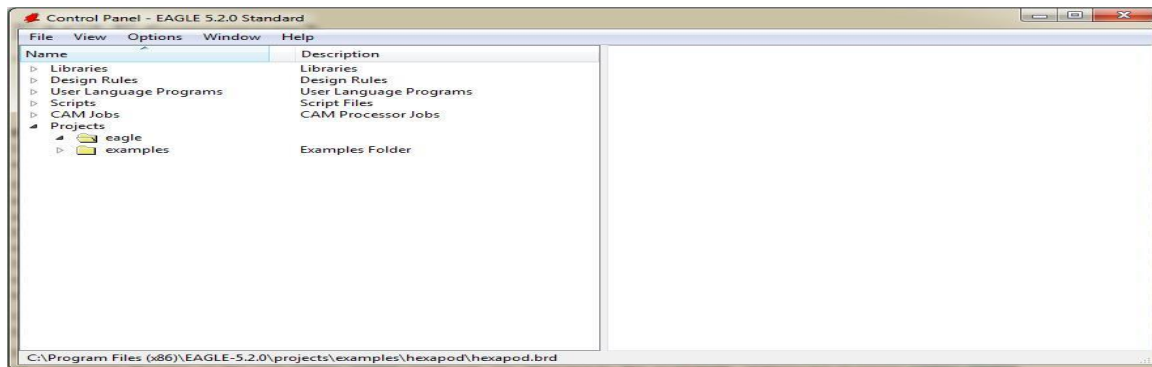 Control Panel - EAGLE 5.2.0 Standard
File View Options Window Help
Name Description
Libraries Libraries
Design Rules Design Rules
User Language Programs User Language Programs
Scripts Script Files
CAM Jobs CAM Processor Jobs
Projects
eagle
examples Examples Folder
C:\Program Files (x86)\EAGLE-5.2.0\projects\examples\hexapod\hexapod.brd